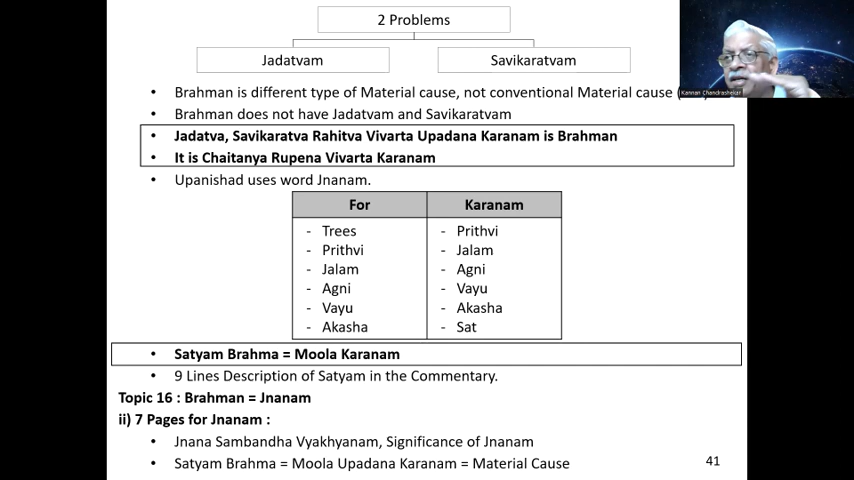 2 Problems
Jadatvam
Savikaratvam
• Brahman is different type of Material cause, not conventional Material cause (
Kannan Chandrashekar
• Brahman does not have Jadatvam and Savikaratvam
• Jadatva, Savikaratva Rahitva Vivarta Upadana Karanam is Brahman
• It is Chaitanya Rupena Vivarta Karanam
• Upanishad uses word Jnanam.
For Karanam
- Trees - Prithvi
- Prithvi - Jalam
- Jalam - Agni
- Agni - Vayu
- Vayu - Akasha
- Akasha - Sat
• Satyam Brahma = Moola Karanam
• 9 Lines Description of Satyam in the Commentary.
Topic 16 : Brahman = Jnanam
ii) 7 Pages for Jnanam :
• Jnana Sambandha Vyakhyanam, Significance of Jnanam
• Satyam Brahma = Moola Upadana Karanam = Material Cause
41